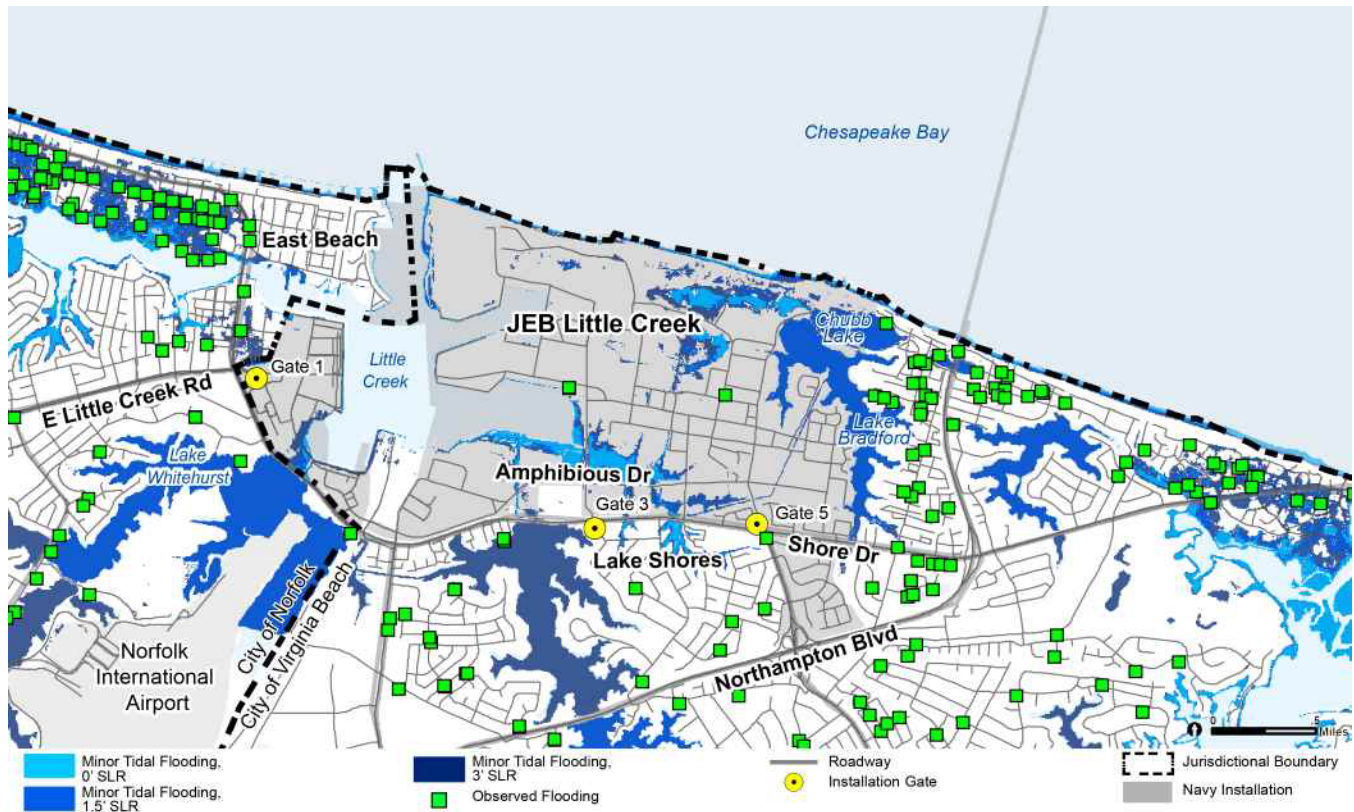 Chesapeake Bay
East Beach
JEB Little Creek
Chubb
Lake
Little
Creek
Gate 1
E Little Creek Rd
Lake
Bradford
Lake
Whitehurst
Amphibious Dr
Gate 3
Gate 5
Lake Shores
Shore Dr
City of Norfolk
City of Virginia Beach
Northampton Blvd
Norfolk
International
Airport
0 .5
Miles
Minor Tidal Flooding,
0' SLR
Minor Tidal Flooding,
1.5' SLR
Minor Tidal Flooding,
3' SLR
Observed Flooding
Roadway
Installation Gate
Jurisdictional Boundary
Navy Installation